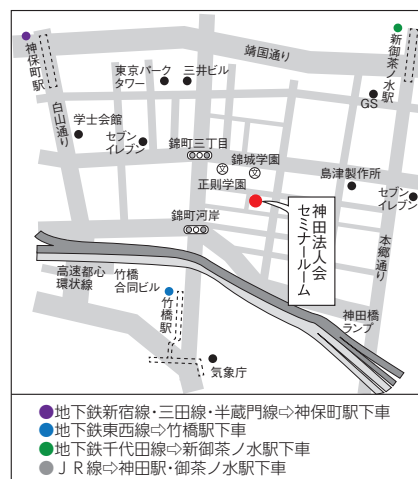 神保町駅
白山通り
靖国通り
新御茶ノ水駅
東京パーク
タワー
三井ビル
GS
学士会館
セブン
イレブン
錦町三丁目
錦城学園
文
文
正則学園
島津製作所
セブン
イレブン
神田法人会
セミナールーム
本郷通り
錦町河岸
高速都心
環状線
竹橋
合同ビル
竹橋駅
神田橋
ランプ
気象庁
●地下鉄新宿線・三田線・半蔵門線⇨神保町駅下車
●地下鉄東西線⇨竹橋駅下車
●地下鉄千代田線⇨新御茶ノ水駅下車
●ＪＲ線⇨神田駅・御茶ノ水駅下車